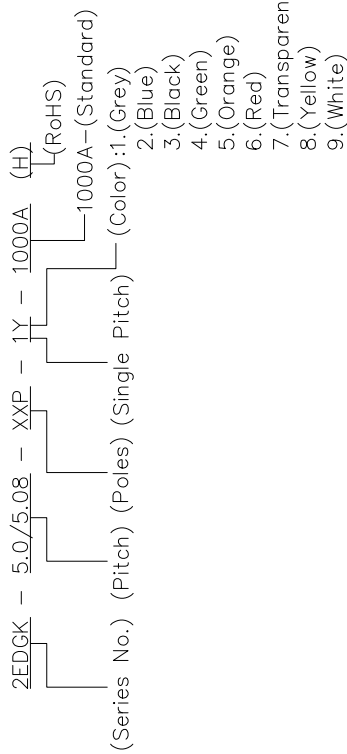 2EDGK - 5.0/5.08 - XXP - 1Y - 1000A (H)
(RoHS)
1000A-(Standard)
(Series No.) (Pitch) (Poles) (Single Pitch) (Color):1.(Grey)
2.(Blue)
3.(Black)
4.(Green)
5.(Orange)
6.(Red)
7.(Transparen
8.(Yellow)
9.(White)